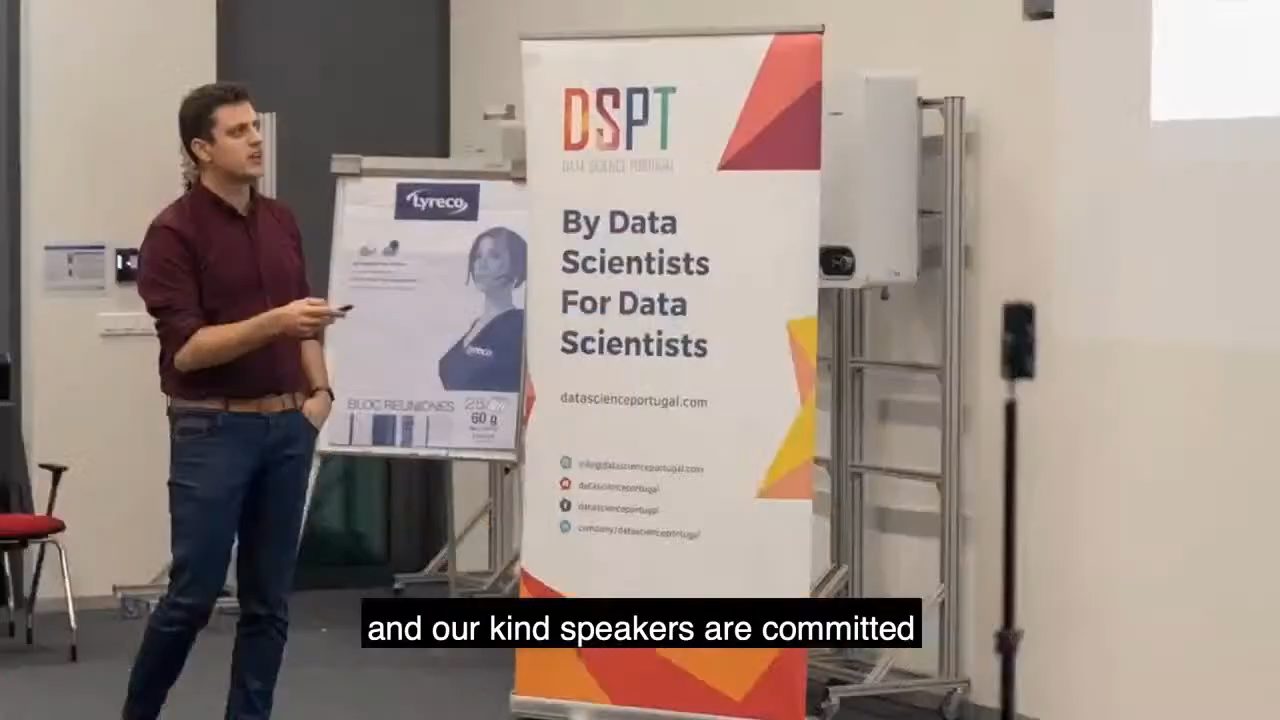 Lyreco
Lyreco
BLOC REUNIONES
60 g
DSPT
DATA SCIENCE PORTUGAL
By Data
Scientists
For Data
Scientists
datascienceportugal.com
info@datascienceportugal.com
datascienceportugal
datascienceportugal
company/datascienceportugal
and our kind speakers are committed